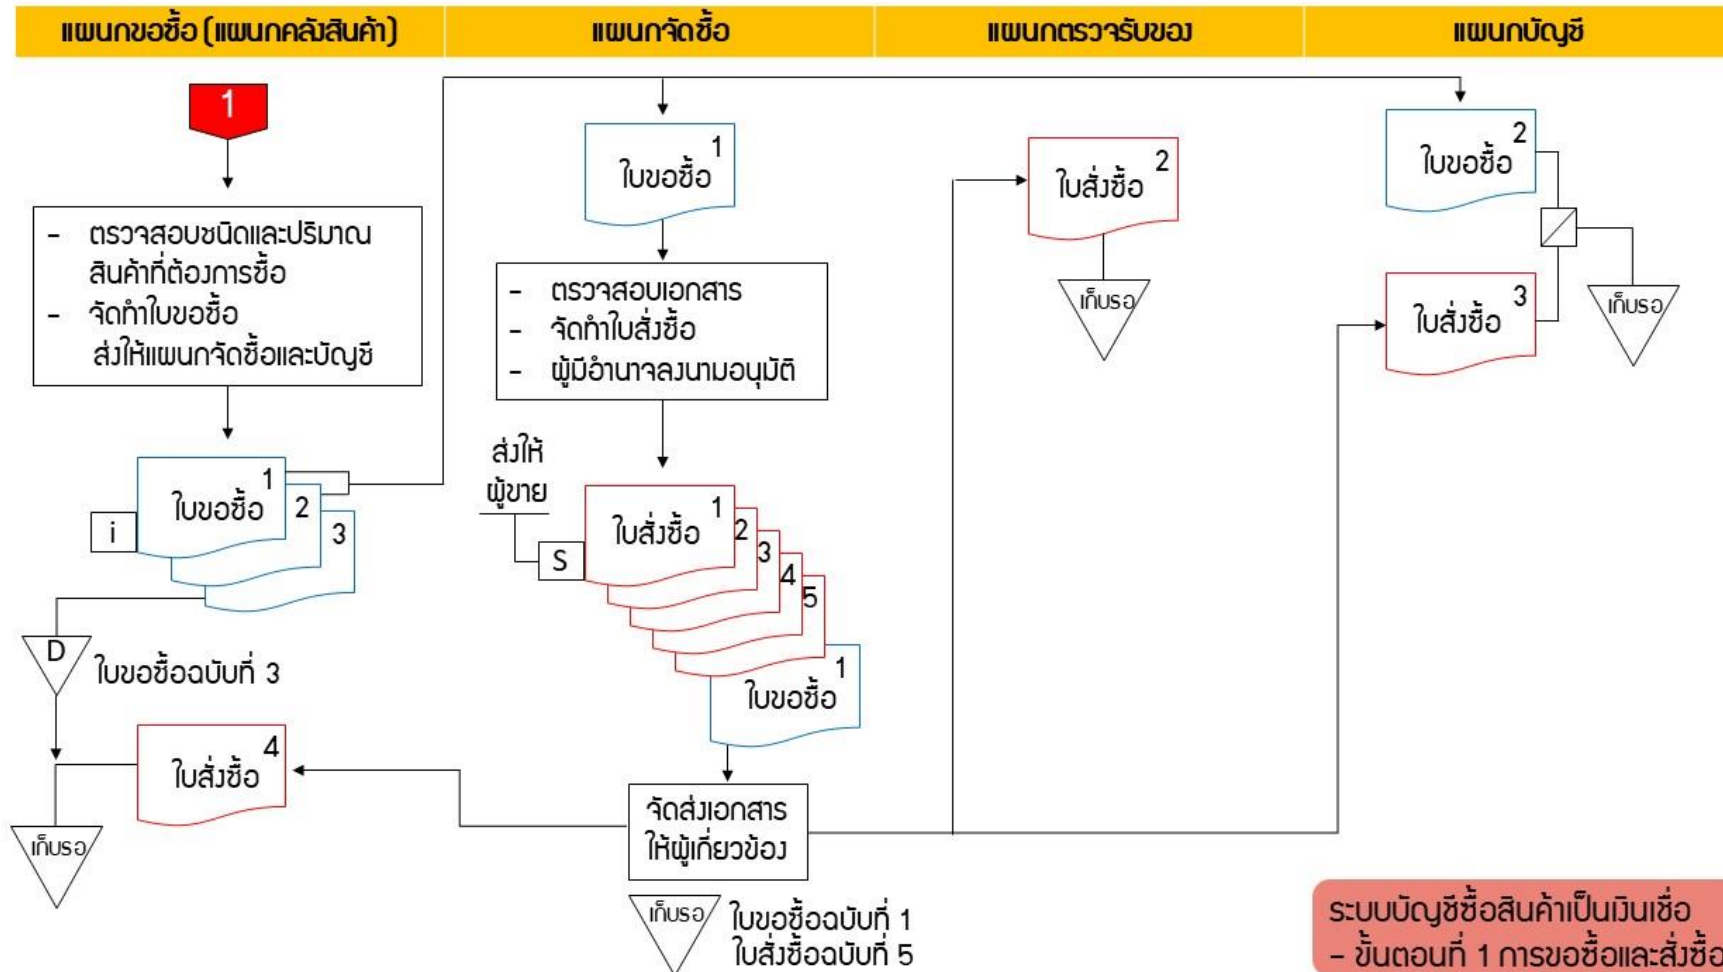 แผนกขอซื้อ (แผนกคลังสินค้า)
แผนกจัดซื้อ
แผนกตรวจรับของ
แผนกบัญชี
1
- ตรวจสอบชนิดและปริมาณ
สินค้าที่ต้องการซื้อ
- จัดทำใบขอซื้อ
ส่งให้แผนกจัดซื้อและบัญชี
1
ใบขอซื้อ
2
3
i
D
ใบขอซื้อฉบับที่ 3
4
ใบสั่งซื้อ
เก็บรอ
1
ใบขอซื้อ
- ตรวจสอบเอกสาร
- จัดทำใบสั่งซื้อ
- ผู้มีอำนาจลงนามอนุมัติ
ส่งให้
ผู้ขาย
S
1
ใบสั่งซื้อ
2
3
4
5
1
ใบขอซื้อ
จัดส่งเอกสาร
ให้ผู้เกี่ยวข้อง
เก็บรอ
ใบขอซื้อฉบับที่ 1
ใบสั่งซื้อฉบับที่ 5
2
ใบสั่งซื้อ
เก็บรอ
2
ใบขอซื้อ
3
ใบสั่งซื้อ
เก็บรอ
ระบบบัญชีซื้อสินค้าเป็นเงินเชื่อ
- ขั้นตอนที่ 1 การขอซื้อและสั่งซื้อ